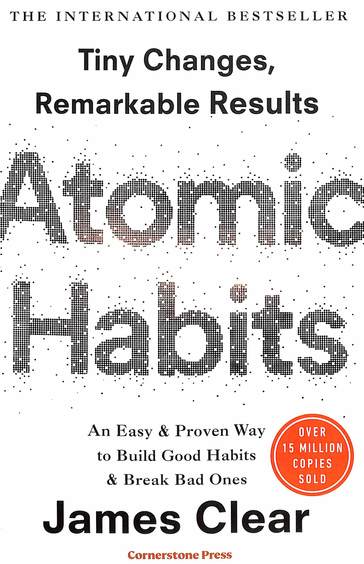 THE INTERNATIONAL BESTSELLER
Tiny Changes,
Remarkable Results
Atomic
Habits
An Easy & Proven Way
to Build Good Habits
& Break Bad Ones
OVER
15 MILLION
COPIES
SOLD
James Clear
Cornerstone Press